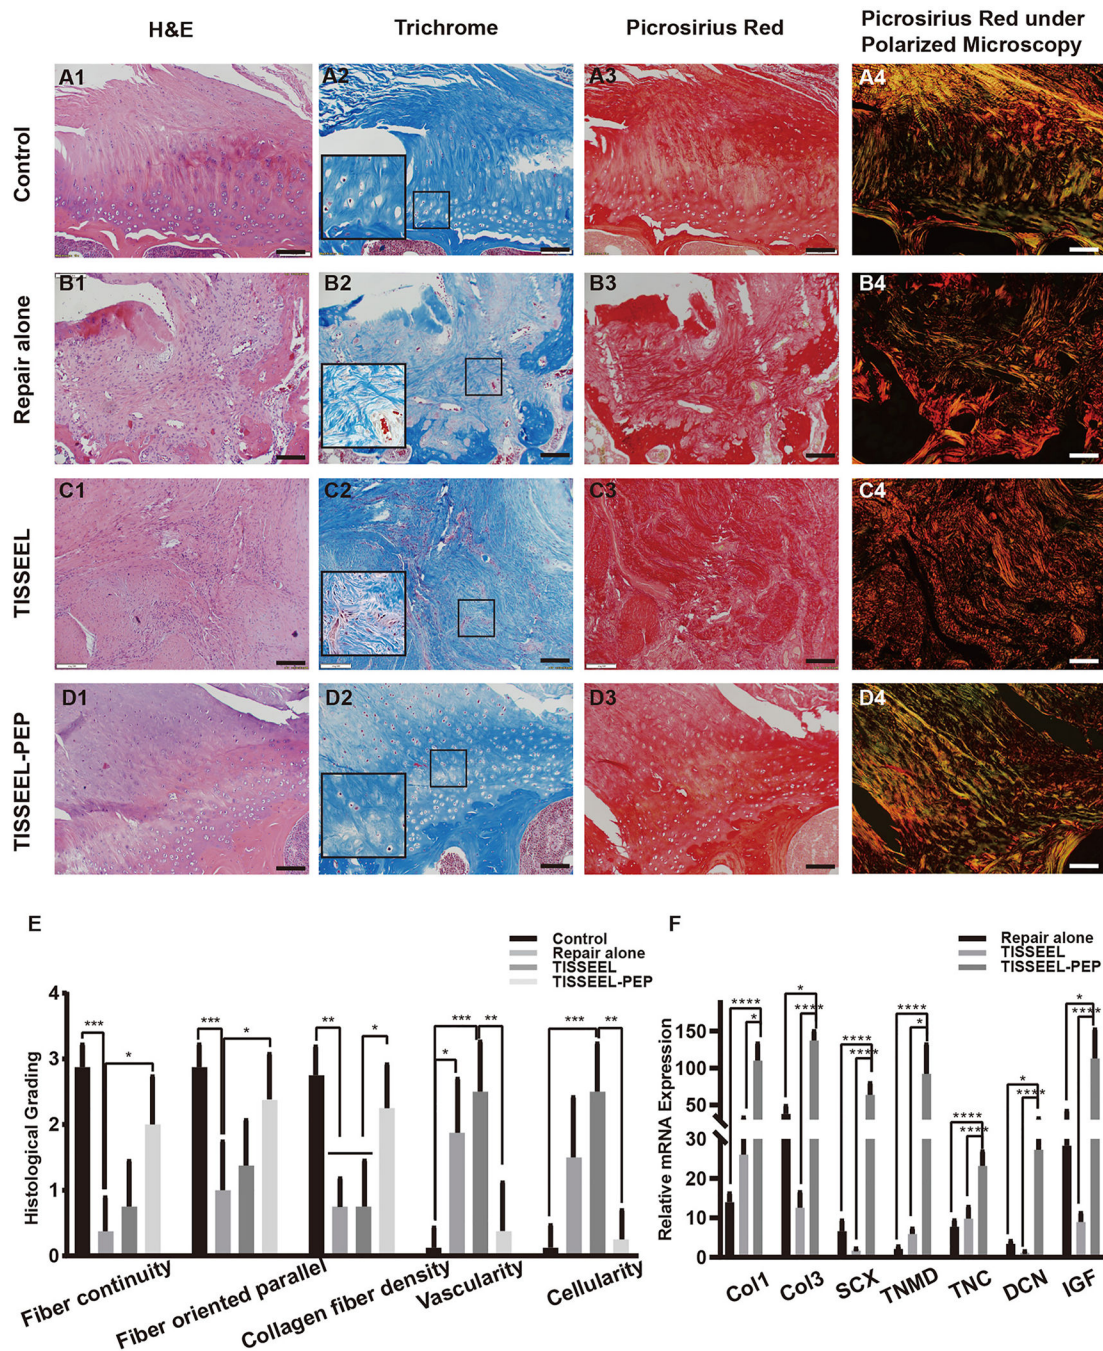 H&E
Trichrome
Picrosirius Red
Picrosirius Red under
Polarized Microscopy
Control
A1
A2
A3
A4
Repair alone
B1
B2
B3
B4
TISSEEL
C1
C2
C3
C4
TISSEEL-PEP
D1
D2
D3
D4
E
Control
Repair alone
TISSEEL
TISSEEL-PEP
Histological Grading
4
3
2
1
0
***
*
***
*
**
*
*
***
**
***
**
Fiber continuity
Fiber oriented parallel
Collagen fiber density
Vascularity
Cellularity
F
Repair alone
TISSEEL
TISSEEL-PEP
Relative mRNA Expression
150
100
50
30
20
10
0
****
*
*
****
****
****
****
*
****
****
*
****
*
****
Col1
Col3
SCX
TNMD
TNC
DCN
IGF